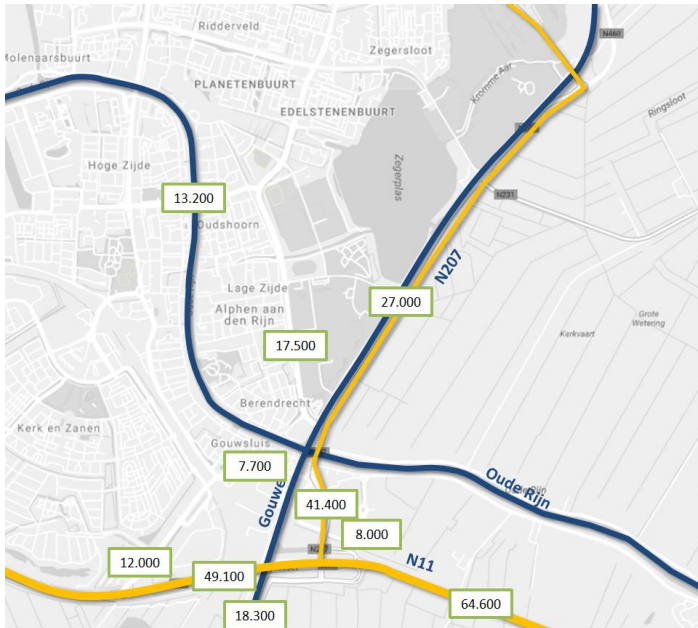 Ridderveld
N460
Molenaarsbuurt
Zegersloot
PLANETENBUURT
Kromme Aar
Ringsloot
EDELSTENENBUURT
Hoge Zijde
Zegerplas
N231
13.200
Oudshoorn
N207
Lage Zijde
27.000
Alphen aan
den Rijn
Grote
Wetering
Kerkvaart
17.500
Berendrecht
Kerk en Zanen
Gouwsluis
7.700
Oude Rijn
Gouwe
41.400
8.000
12.000
N11
49.100
64.600
18.300